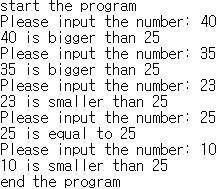 start the program
Please input the number: 40
40 is bigger than 25
Please input the number: 35
35 is bigger than 25
Please input the number: 23
23 is smaller than 25
Please input the number: 25
25 is equal to 25
Please input the number: 10
10 is smaller than 25
end the program